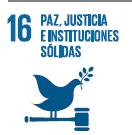 16 PAZ, JUSTICIA
E INSTITUCIONES
SÓLIDAS